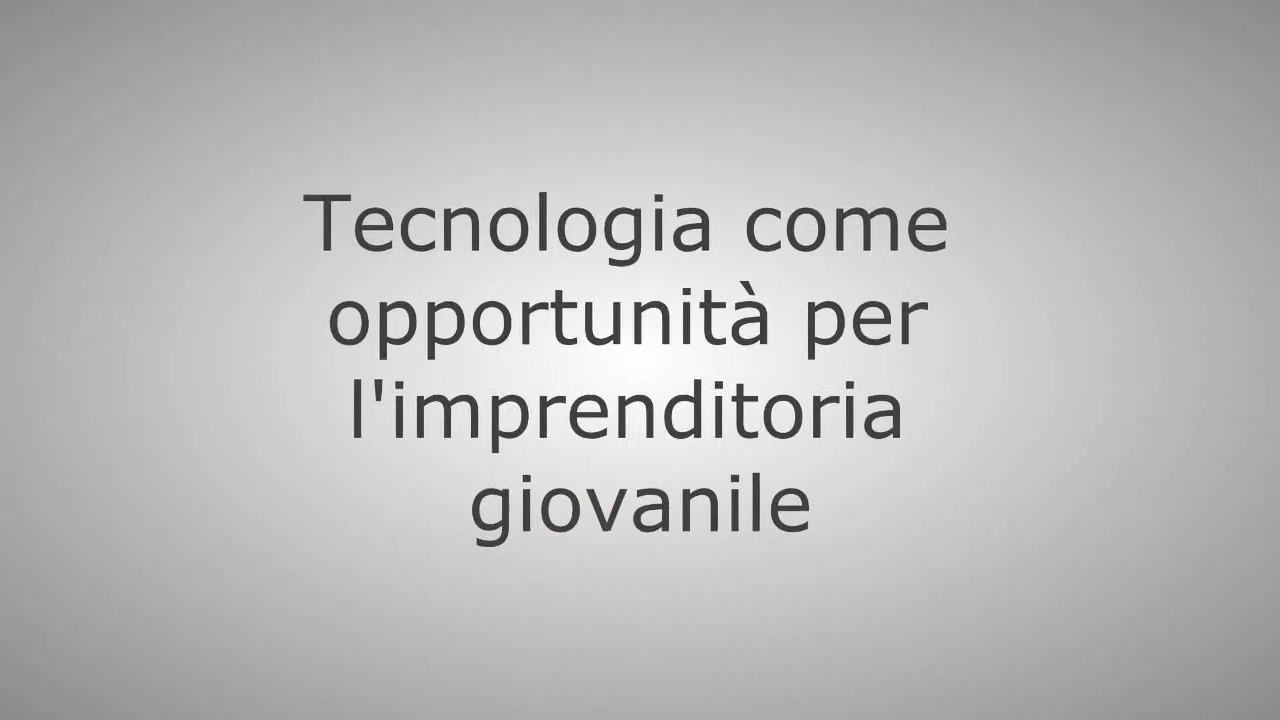 Tecnologia come
opportunità per
l'imprenditoria
giovanile